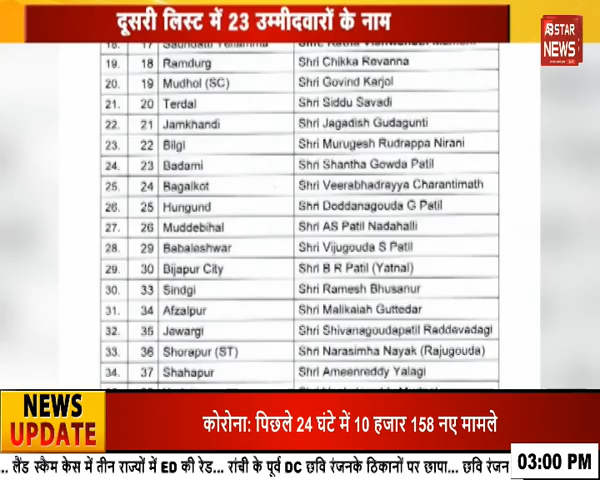 दूसरी लिस्ट में 23 उम्मीदवारों के नाम
A3 STAR
NEWS
18. 17 Saundatti Yellamma
19. 18 Ramdurg Shri Chikka Revanna
20. 19 Mudhol (SC) Shri Govind Karjol
21. 20 Terdal Shri Siddu Savadi
22. 21 Jamkhandi Shri Jagadish Gudagunti
23. 22 Bilgi Shri Murugesh Rudrappa Nirani
24. 23 Badami Shri Shantha Gowda Patil
25. 24 Bagalkot Shri Veerabhadrayya Charantimath
26. 25 Hungund Shri Doddanagouda G Patil
27. 26 Muddebihal Shri AS Patil Nadahalli
28. 29 Babaleshwar Shri Vijugouda S Patil
29. 30 Bijapur City Shri B R Patil (Yatnal)
30. 33 Sindgi Shri Ramesh Bhusanur
31. 34 Afzalpur Shri Malikaiah Guttedar
32. 35 Jewargi Shri Shivanagoudapatil Raddevadagi
33. 36 Shorapur (ST) Shri Narasimha Nayak (Rajugouda)
34. 37 Shahapur Shri Ameenreddy Yalagi
NEWS
UPDATE
कोरोना: पिछले 24 घंटे में 10 हजार 158 नए मामले
... लैंड स्कैम केस में तीन राज्यों में ED की रेड... रांची के पूर्व DC छवि रंजनके ठिकानों पर छापा... छवि रंजन
03:00 PM